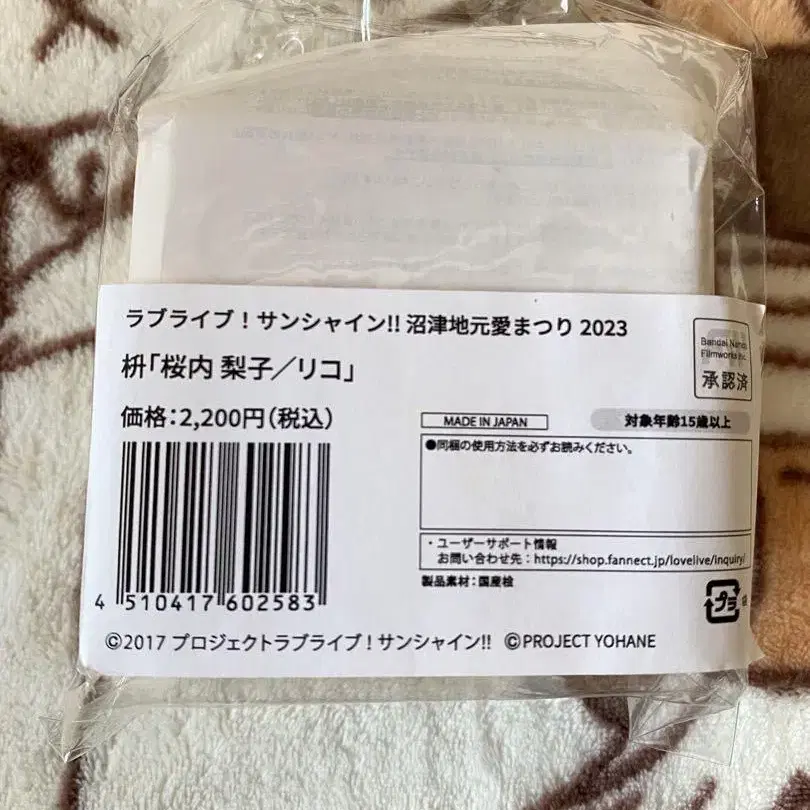 ラブライブ！サンシャイン!! 沼津地元愛まつり 2023
枡「桜内 梨子／リコ」
価格：2,200円（税込）
Bandai Namco
Filmworks Inc.
承認済
MADE IN JAPAN
対象年齢15歳以上
●同梱の使用方法を必ずお読みください。
・ユーザーサポート情報
お問い合わせ先：https://shop.fannect.jp/lovelive/inquiry/
製品素材：国産桧
プラ
4 510417 602583
©2017 プロジェクトラブライブ！サンシャイン!! ©PROJECT YOHANE